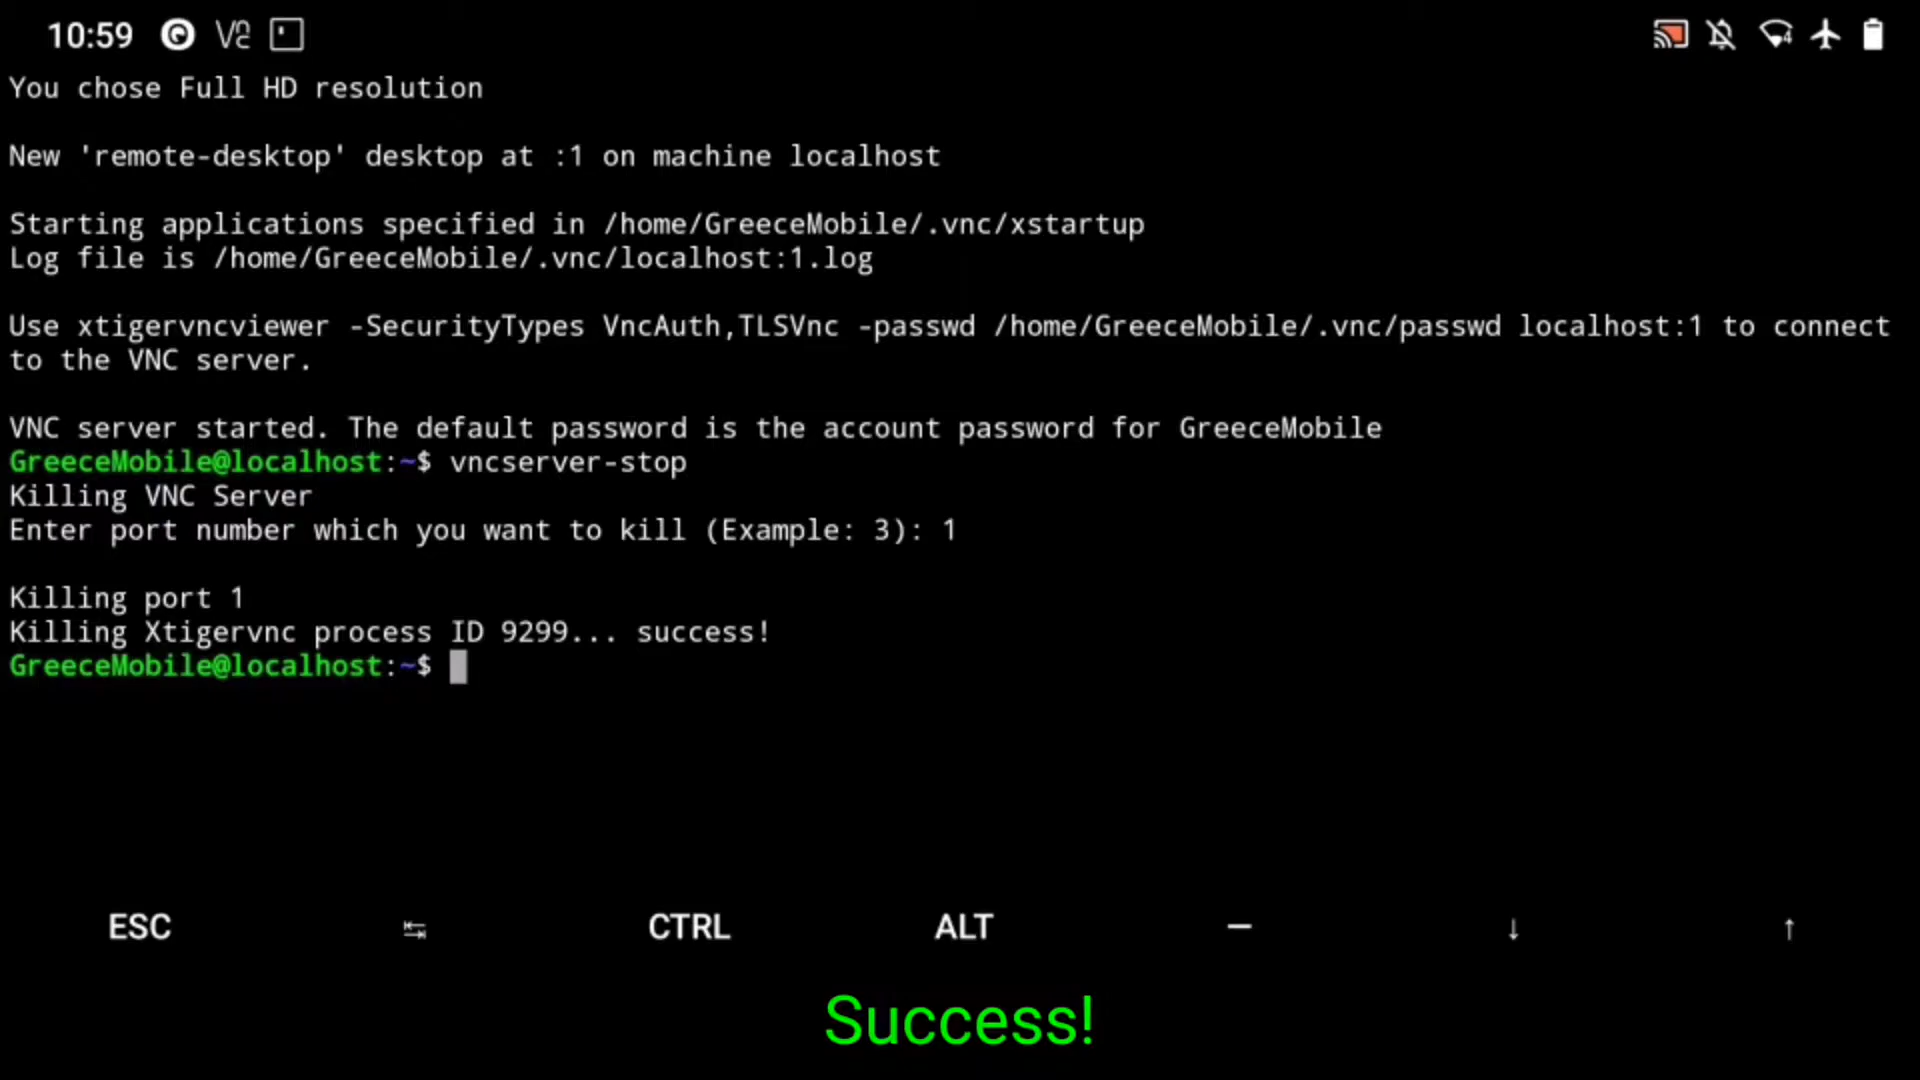 10:59
You chose Full HD resolution
New 'remote-desktop' desktop at :1 on machine localhost
Starting applications specified in /home/GreeceMobile/.vnc/xstartup
Log file is /home/GreeceMobile/.vnc/localhost:1.log
Use xtigervncviewer -SecurityTypes VncAuth,TLSVnc -passwd /home/GreeceMobile/.vnc/passwd localhost:1 to connect
to the VNC server.
VNC server started. The default password is the account password for GreeceMobile
GreeceMobile@localhost:~$ vncserver-stop
Killing VNC Server
Enter port number which you want to kill (Example: 3): 1
Killing port 1
Killing Xtigervnc process ID 9299... success!
GreeceMobile@localhost:~$
ESC ↹ CTRL ALT — ↓ ↑
Success!